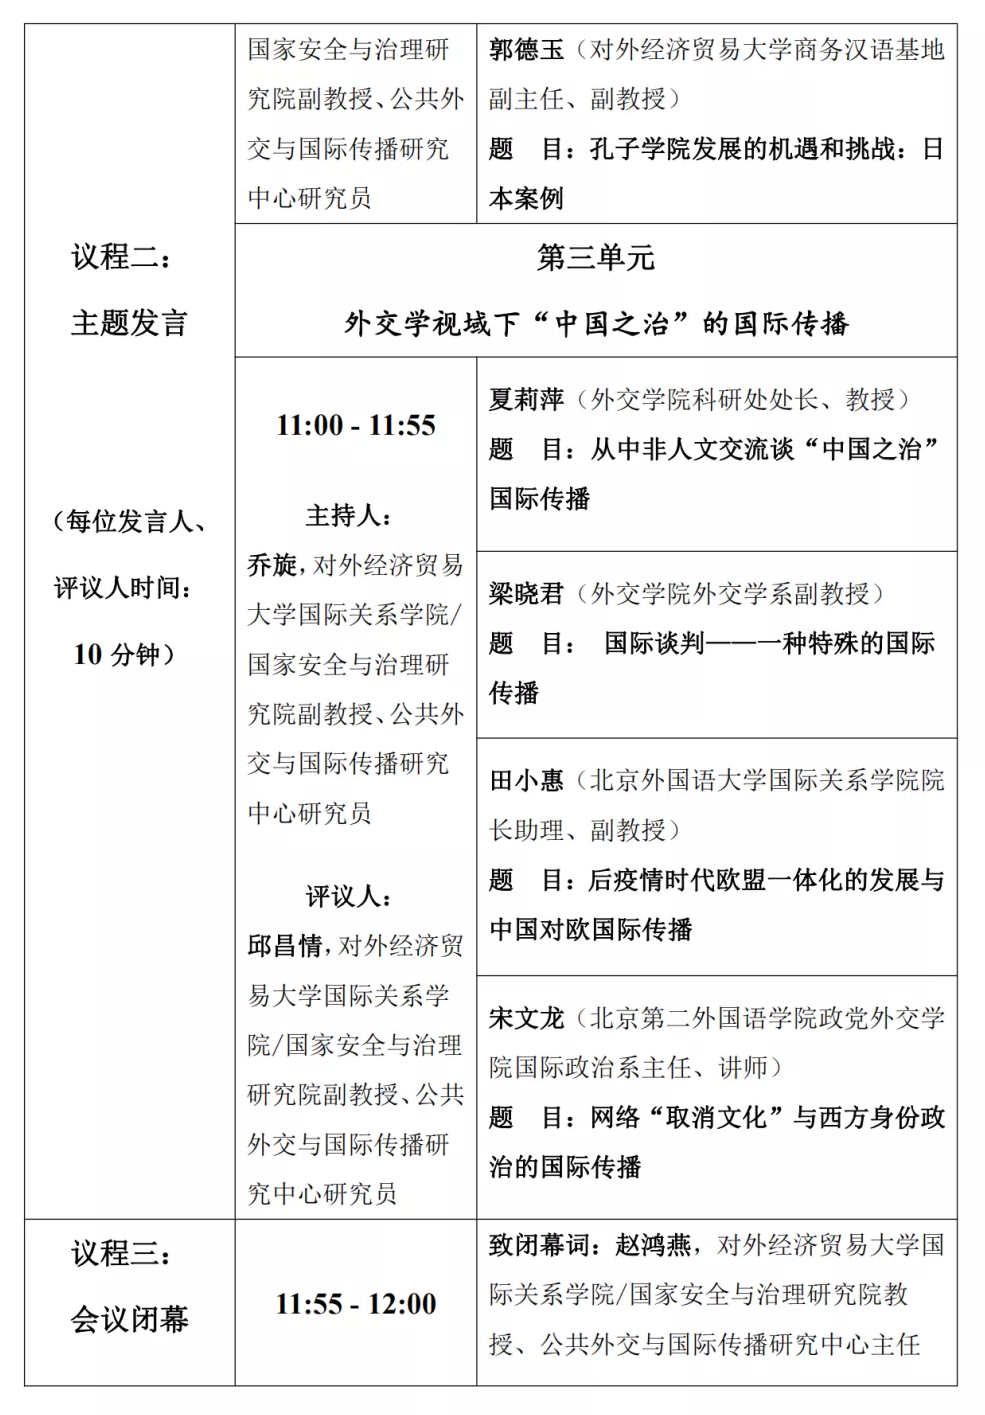 议程二：
主题发言
（每位发言人、
评议人时间：
10 分钟）
国家安全与治理研
究院副教授、公共外
交与国际传播研究
中心研究员
郭德玉（对外经济贸易大学商务汉语基地
副主任、副教授）
题　目：孔子学院发展的机遇和挑战：日
本案例
第三单元
外交学视域下“中国之治”的国际传播
11:00 - 11:55
主持人：
乔旋，对外经济贸易
大学国际关系学院/
国家安全与治理研
究院副教授、公共外
交与国际传播研究
中心研究员
评议人：
邱昌情，对外经济贸
易大学国际关系学
院/国家安全与治理
研究院副教授、公共
外交与国际传播研
究中心研究员
夏莉萍（外交学院科研处处长、教授）
题　目：从中非人文交流谈“中国之治”
国际传播
梁晓君（外交学院外交学系副教授）
题　目：　国际谈判——一种特殊的国际
传播
田小惠（北京外国语大学国际关系学院院
长助理、副教授）
题　目：后疫情时代欧盟一体化的发展与
中国对欧国际传播
宋文龙（北京第二外国语学院政党外交学
院国际政治系主任、讲师）
题　目：网络“取消文化”与西方身份政
治的国际传播
议程三：
会议闭幕
11:55 - 12:00
致闭幕词：赵鸿燕，对外经济贸易大学国
际关系学院/国家安全与治理研究院教
授、公共外交与国际传播研究中心主任